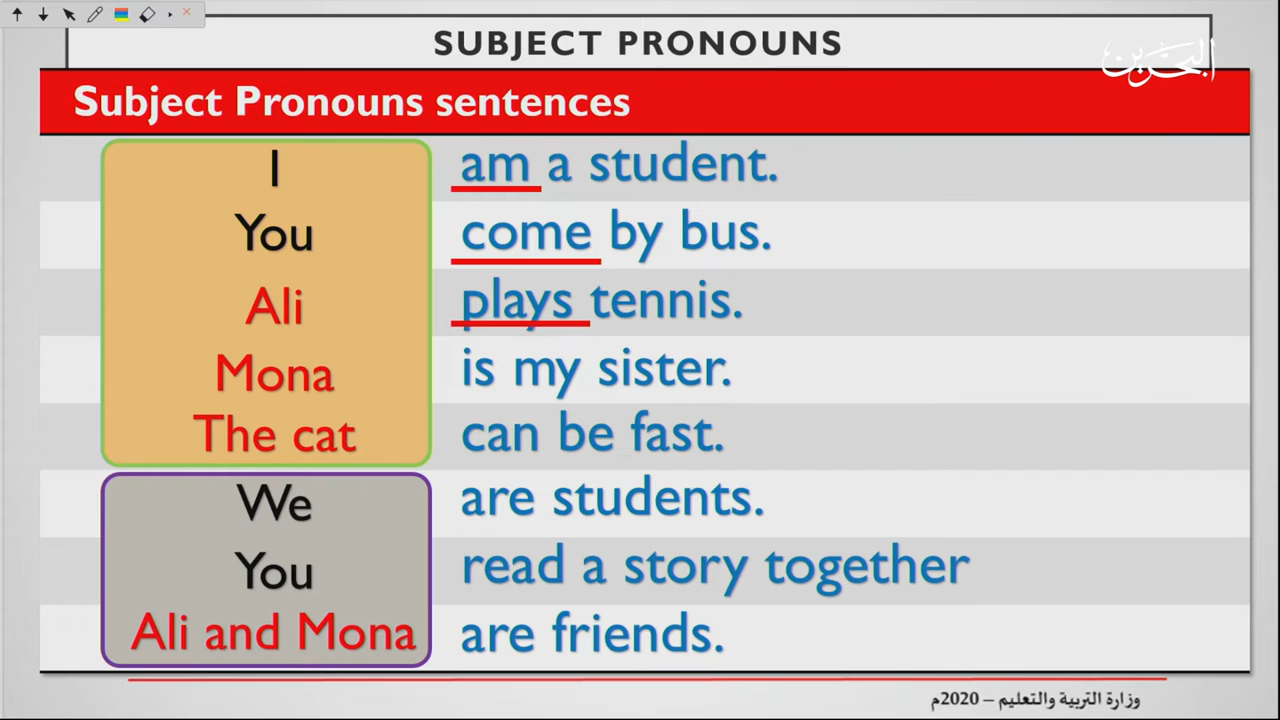 SUBJECT PRONOUNS
البحرين
Subject Pronouns sentences
I am a student.
You come by bus.
Ali plays tennis.
Mona is my sister.
The cat can be fast.
We are students.
You read a story together
Ali and Mona are friends.
وزارة التربية والتعليم – 2020م